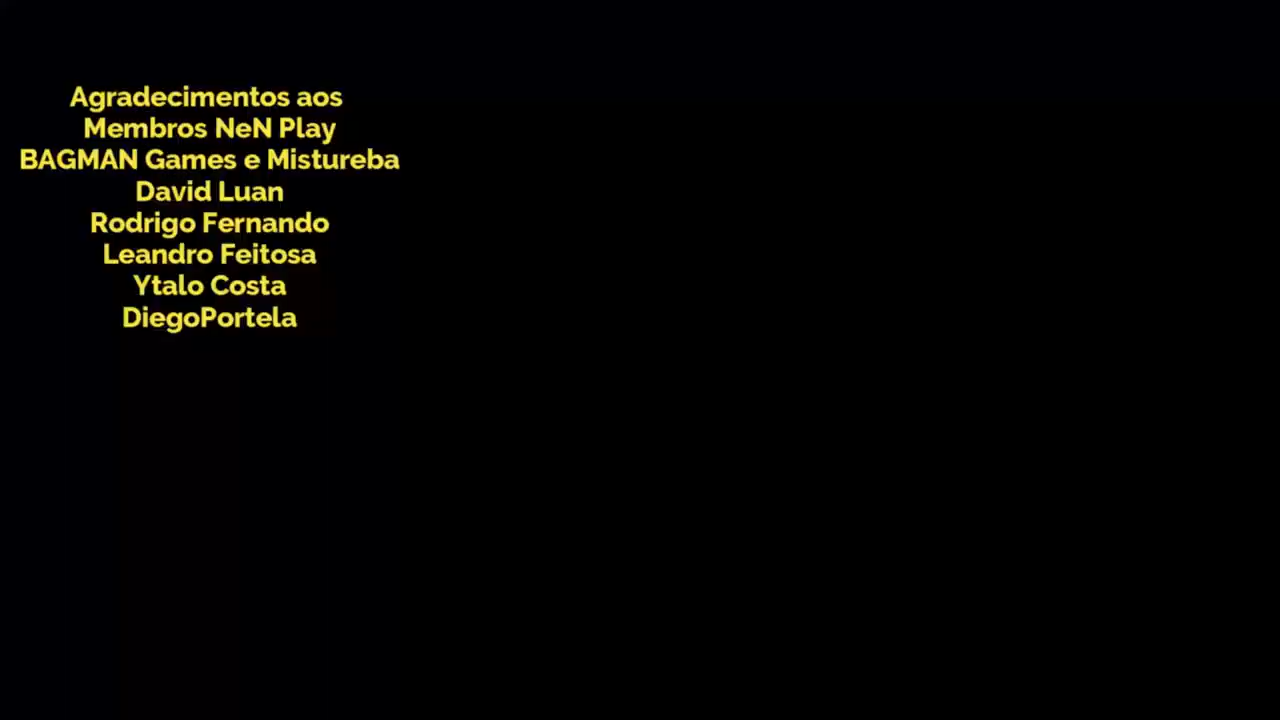 Agradecimentos aos
Membros NeN Play
BAGMAN Games e Mistureba
David Luan
Rodrigo Fernando
Leandro Feitosa
Ytalo Costa
DiegoPortela